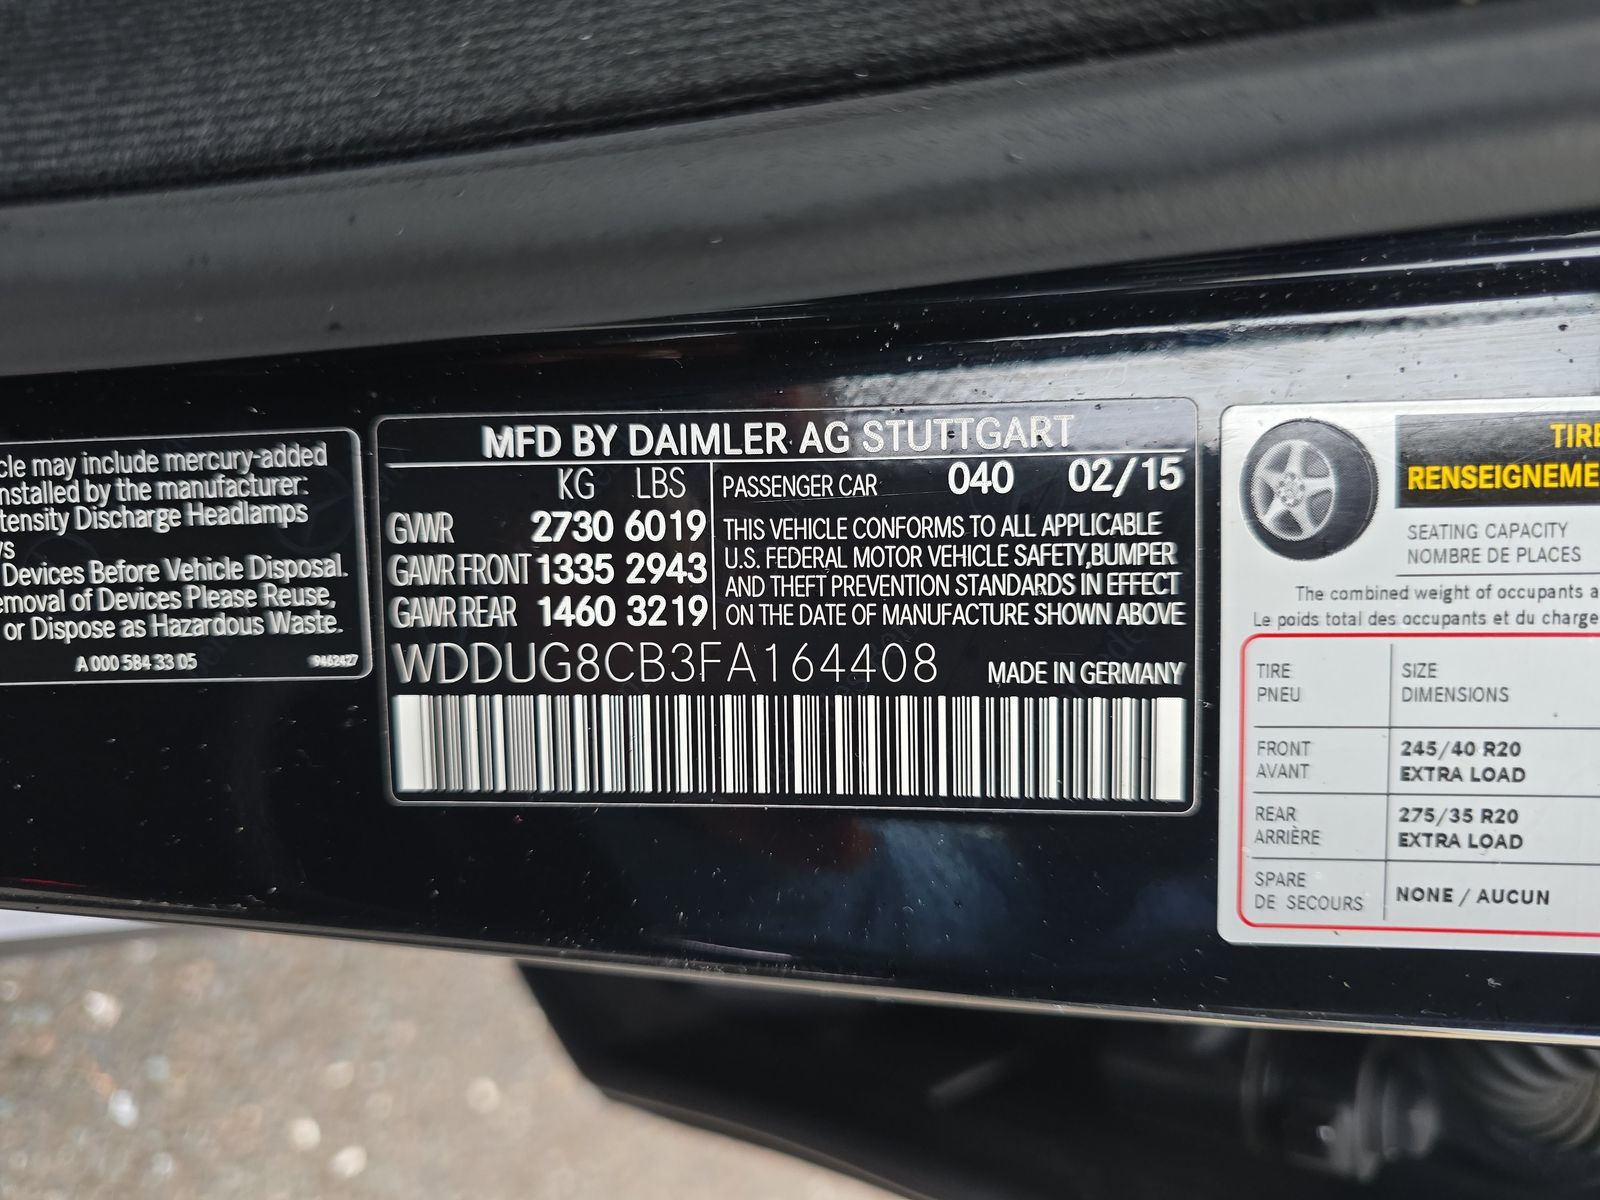 cle may include mercury-added
nstalled by the manufacturer:
tensity Discharge Headlamps
ys
Devices Before Vehicle Disposal.
emoval of Devices Please Reuse,
or Dispose as Hazardous Waste.
A 000 584 33 05 9462427
MFD BY DAIMLER AG STUTTGART
KG LBS
GVWR 2730 6019
GAWR FRONT 1335 2943
GAWR REAR 1460 3219
PASSENGER CAR 040 02/15
THIS VEHICLE CONFORMS TO ALL APPLICABLE
U.S. FEDERAL MOTOR VEHICLE SAFETY,BUMPER
AND THEFT PREVENTION STANDARDS IN EFFECT
ON THE DATE OF MANUFACTURE SHOWN ABOVE
WDDUG8CB3FA164408 MADE IN GERMANY
TIRE
RENSEIGNEME
SEATING CAPACITY
NOMBRE DE PLACES
The combined weight of occupants a
Le poids total des occupants et du charge
TIRE SIZE
PNEU DIMENSIONS
FRONT 245/40 R20
AVANT EXTRA LOAD
REAR 275/35 R20
ARRIÈRE EXTRA LOAD
SPARE
DE SECOURS NONE / AUCUN